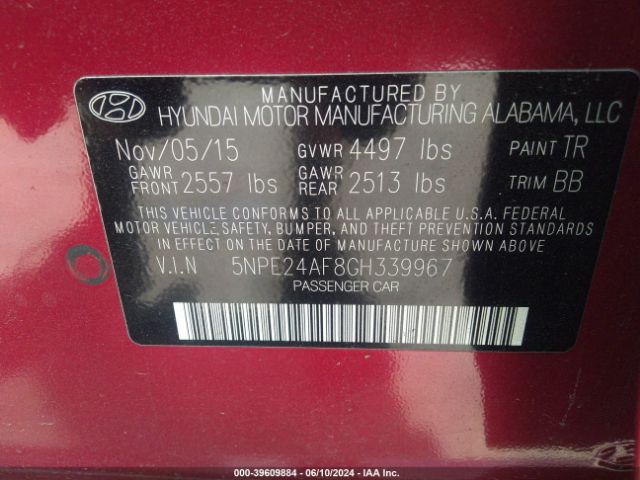 MANUFACTURED BY
HYUNDAI MOTOR MANUFACTURING ALABAMA, LLC
Nov/05/15 GVWR 4497 lbs PAINT TR
GAWR FRONT 2557 lbs GAWR REAR 2513 lbs TRIM BB
THIS VEHICLE CONFORMS TO ALL APPLICABLE U.S.A. FEDERAL
MOTOR VEHICLE SAFETY, BUMPER, AND THEFT PREVENTION STANDARDS
IN EFFECT ON THE DATE OF MANUFACTURE SHOWN ABOVE.
V.I.N 5NPE24AF8GH339967
PASSENGER CAR
000-39609884 / 06/10/2024 - IAA Inc.